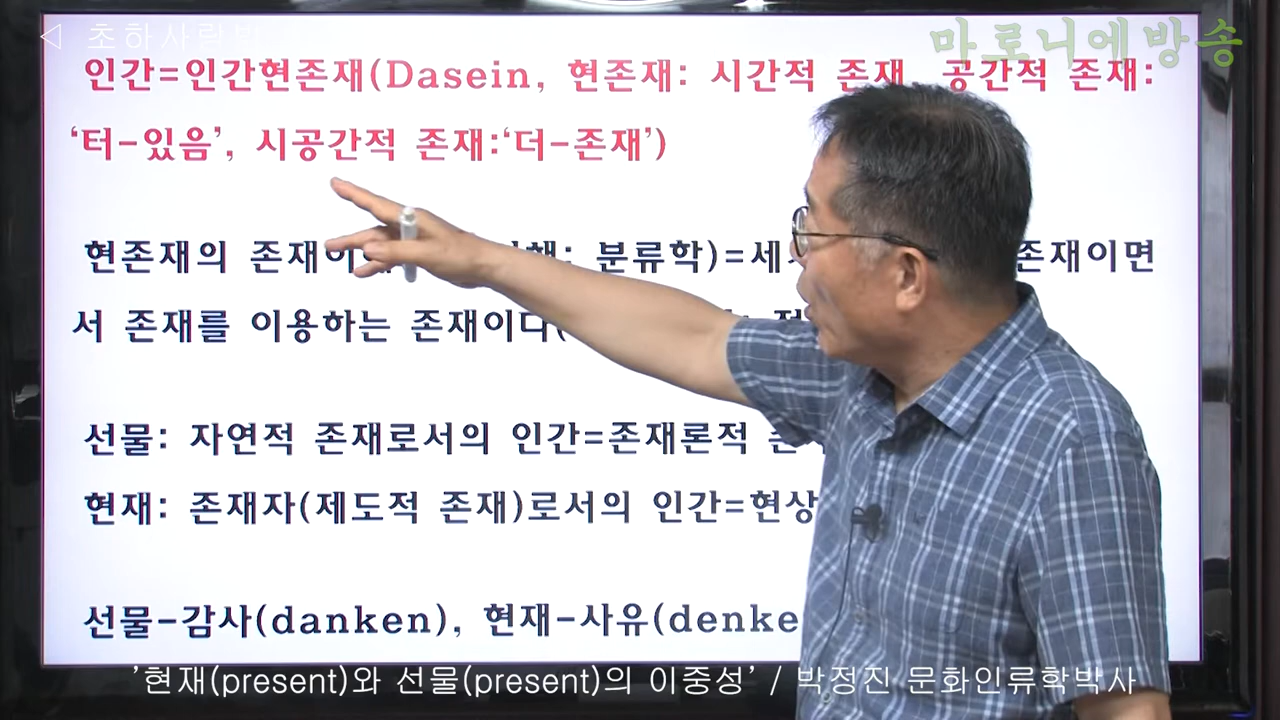 ◁ 초하사랑방
마로니에방송
인간=인간현존재(Dasein, 현존재: 시간적 존재, 공간적 존재:
‘터-있음’, 시공간적 존재:‘더-존재’)
현존재의 존재이 분류학)=세 존재이면
서 존재를 이용하는 존재이다(
선물: 자연적 존재로서의 인간=존재론적
현재: 존재자(제도적 존재)로서의 인간=현상
선물-감사(danken), 현재-사유(denke
'현재(present)와 선물(present)의 이중성' / 박정진 문화인류학박사